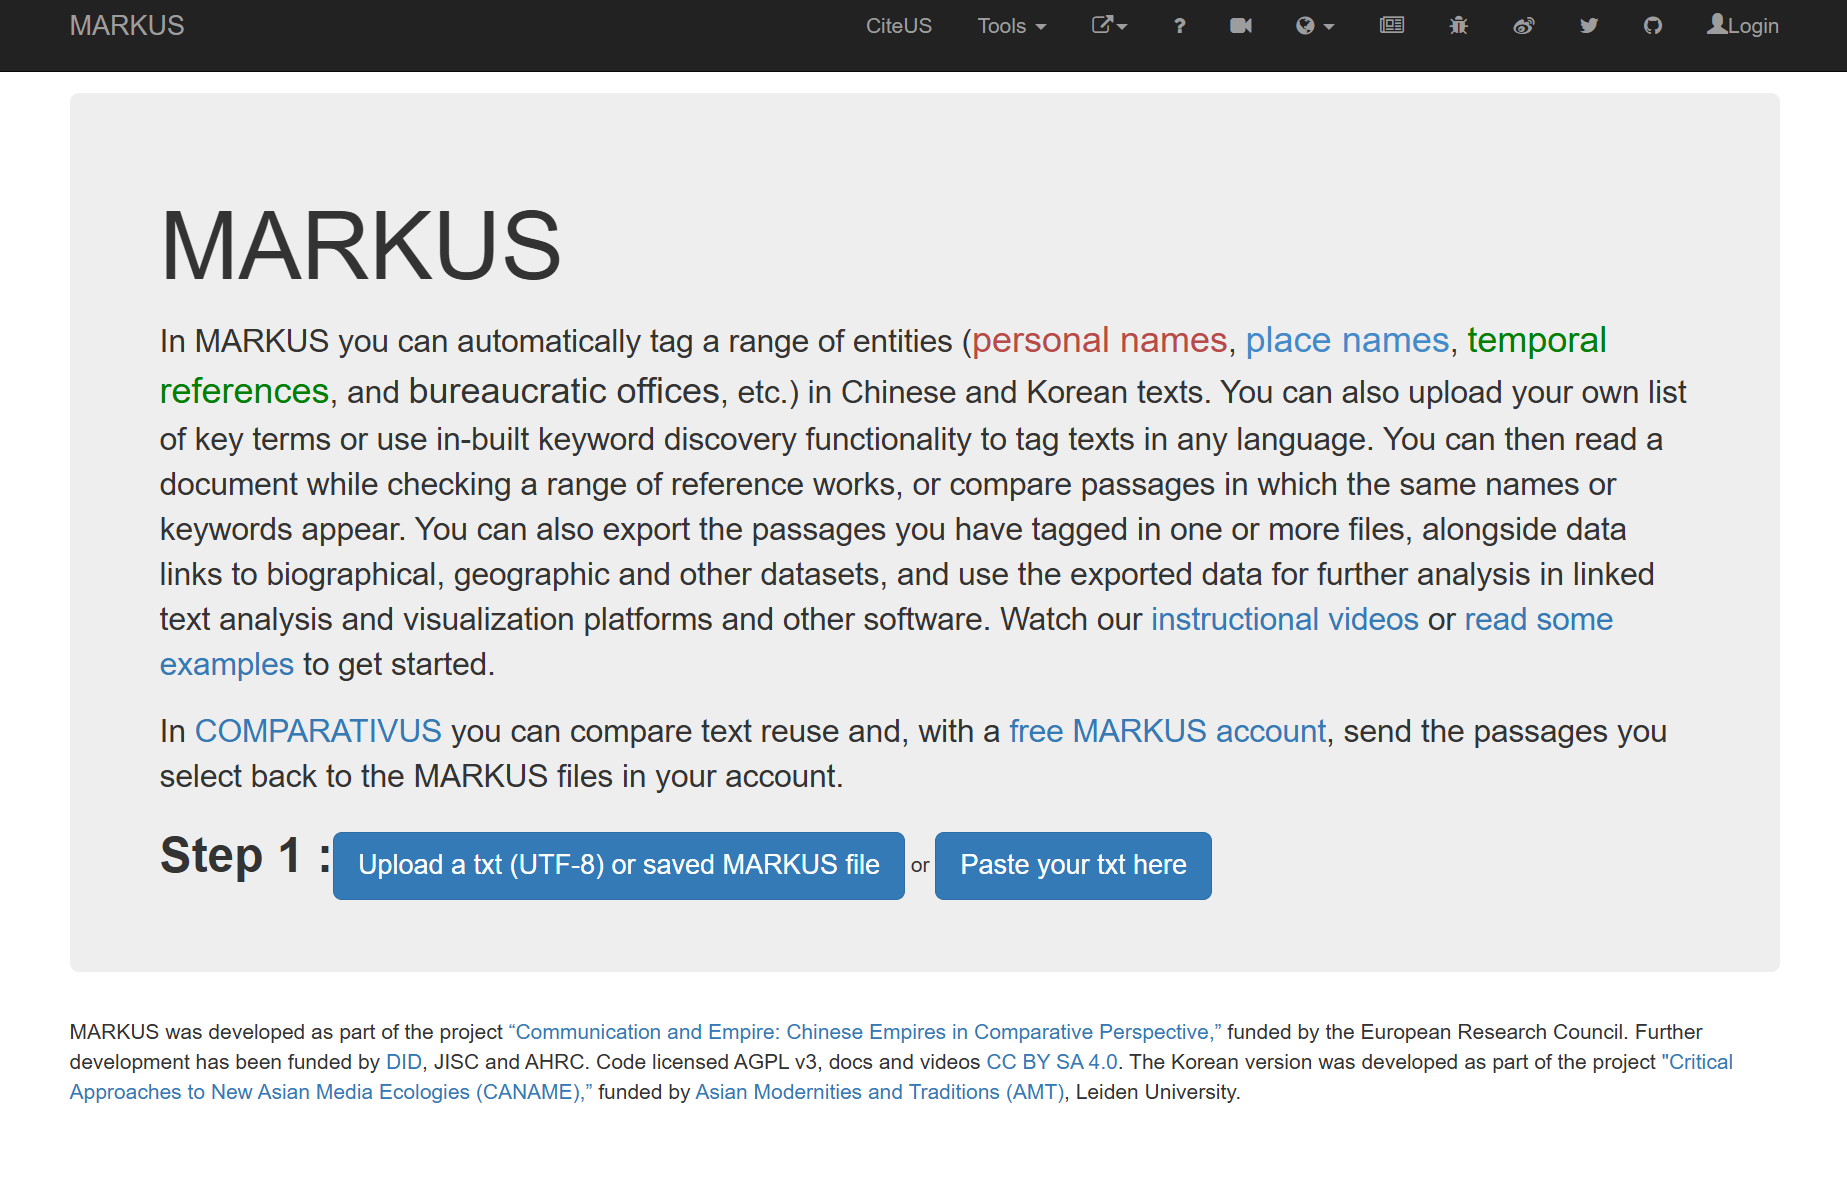 MARKUS CiteUS Tools ? Login
MARKUS
In MARKUS you can automatically tag a range of entities (personal names, place names, temporal
references, and bureaucratic offices, etc.) in Chinese and Korean texts. You can also upload your own list
of key terms or use in-built keyword discovery functionality to tag texts in any language. You can then read a
document while checking a range of reference works, or compare passages in which the same names or
keywords appear. You can also export the passages you have tagged in one or more files, alongside data
links to biographical, geographic and other datasets, and use the exported data for further analysis in linked
text analysis and visualization platforms and other software. Watch our instructional videos or read some
examples to get started.
In COMPARATIVUS you can compare text reuse and, with a free MARKUS account, send the passages you
select back to the MARKUS files in your account.
Step 1 : Upload a txt (UTF-8) or saved MARKUS file or Paste your txt here
MARKUS was developed as part of the project “Communication and Empire: Chinese Empires in Comparative Perspective,” funded by the European Research Council. Further
development has been funded by DID, JISC and AHRC. Code licensed AGPL v3, docs and videos CC BY SA 4.0. The Korean version was developed as part of the project "Critical
Approaches to New Asian Media Ecologies (CANAME),” funded by Asian Modernities and Traditions (AMT), Leiden University.